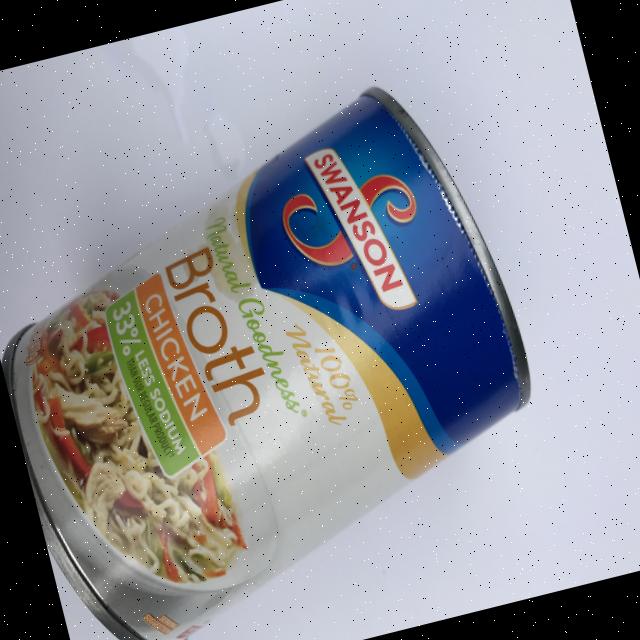 SWANSON
100%
Natural
Natural Goodness®
Broth
CHICKEN
33% LESS SODIUM